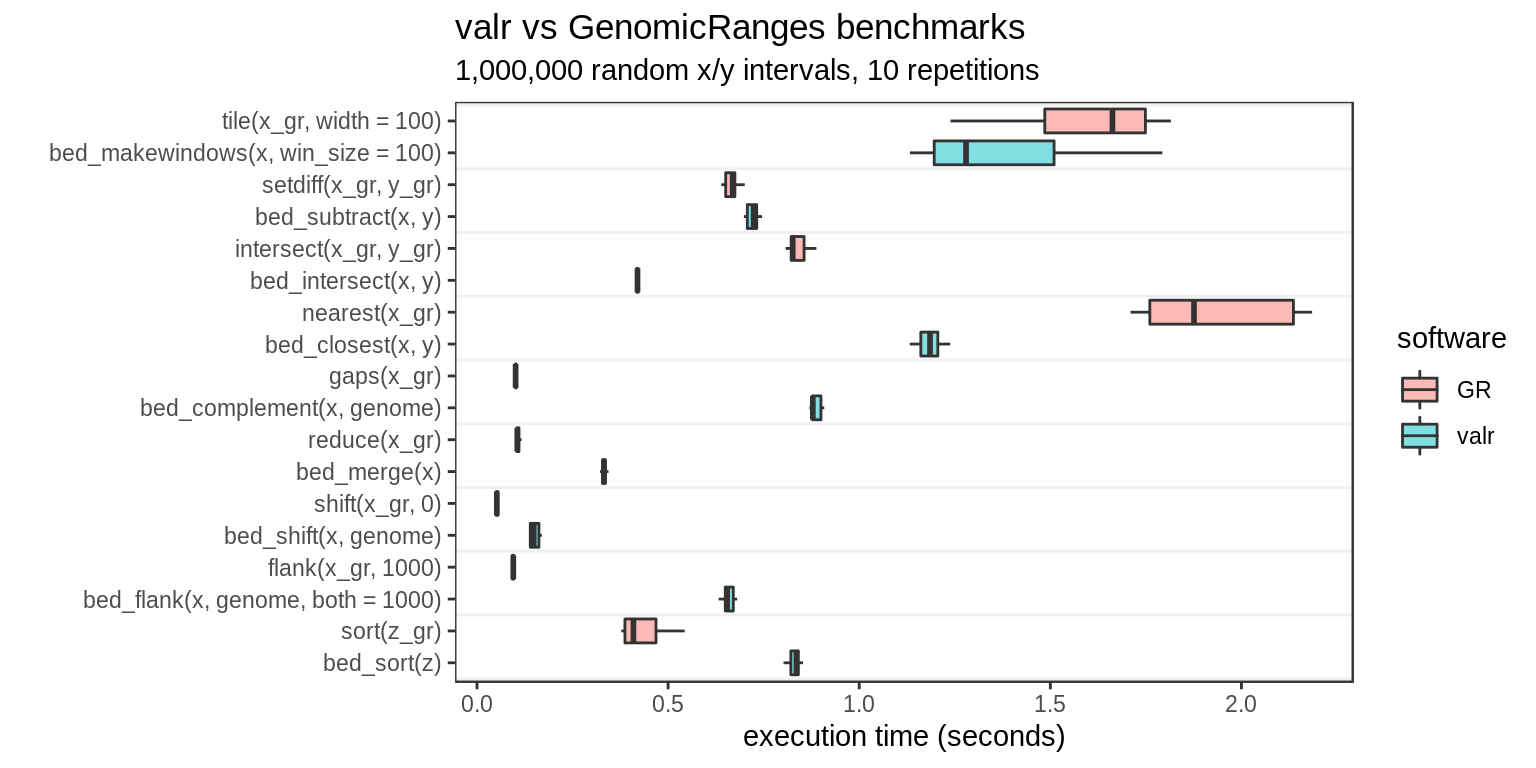 valr vs GenomicRanges benchmarks
1,000,000 random x/y intervals, 10 repetitions
tile(x_gr, width = 100)
bed_makewindows(x, win_size = 100)
setdiff(x_gr, y_gr)
bed_subtract(x, y)
intersect(x_gr, y_gr)
bed_intersect(x, y)
nearest(x_gr)
bed_closest(x, y)
gaps(x_gr)
bed_complement(x, genome)
reduce(x_gr)
bed_merge(x)
shift(x_gr, 0)
bed_shift(x, genome)
flank(x_gr, 1000)
bed_flank(x, genome, both = 1000)
sort(z_gr)
bed_sort(z)
0.0 0.5 1.0 1.5 2.0
execution time (seconds)
software
GR
valr